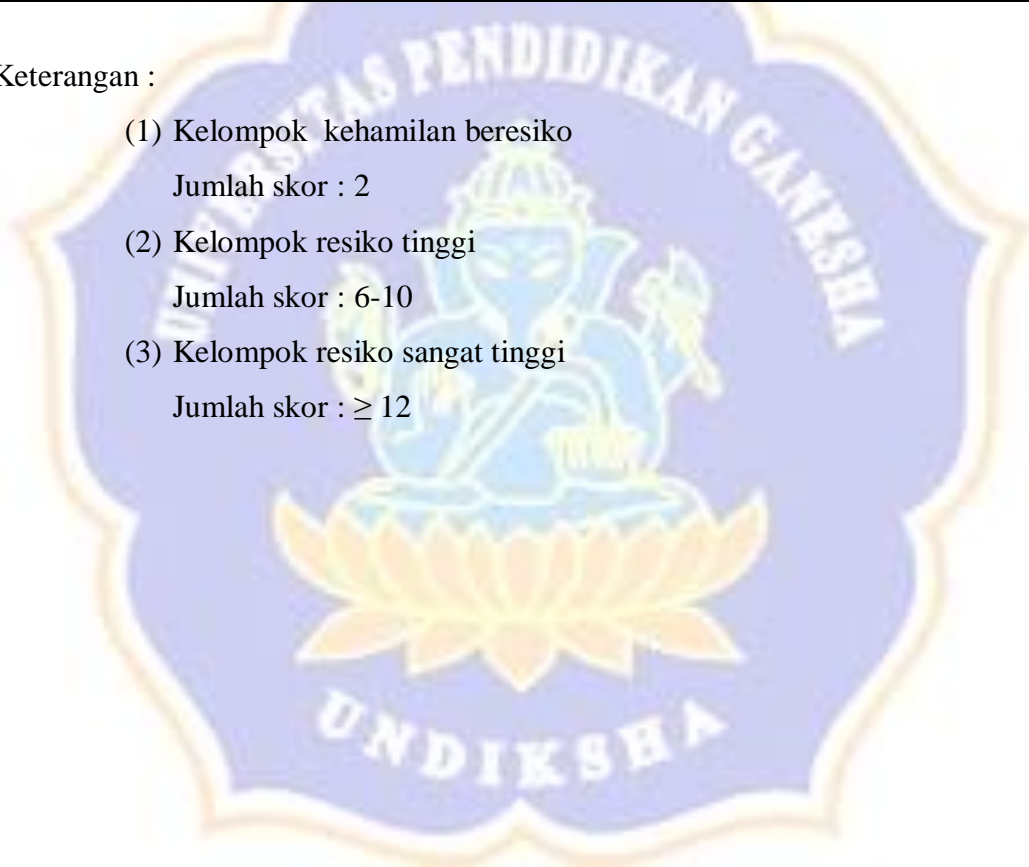 Keterangan :
(1) Kelompok kehamilan beresiko
Jumlah skor : 2
(2) Kelompok resiko tinggi
Jumlah skor : 6-10
(3) Kelompok resiko sangat tinggi
Jumlah skor : ≥ 12
UNIVERSITAS PENDIDIKAN GANESHA
UNDIKSHA